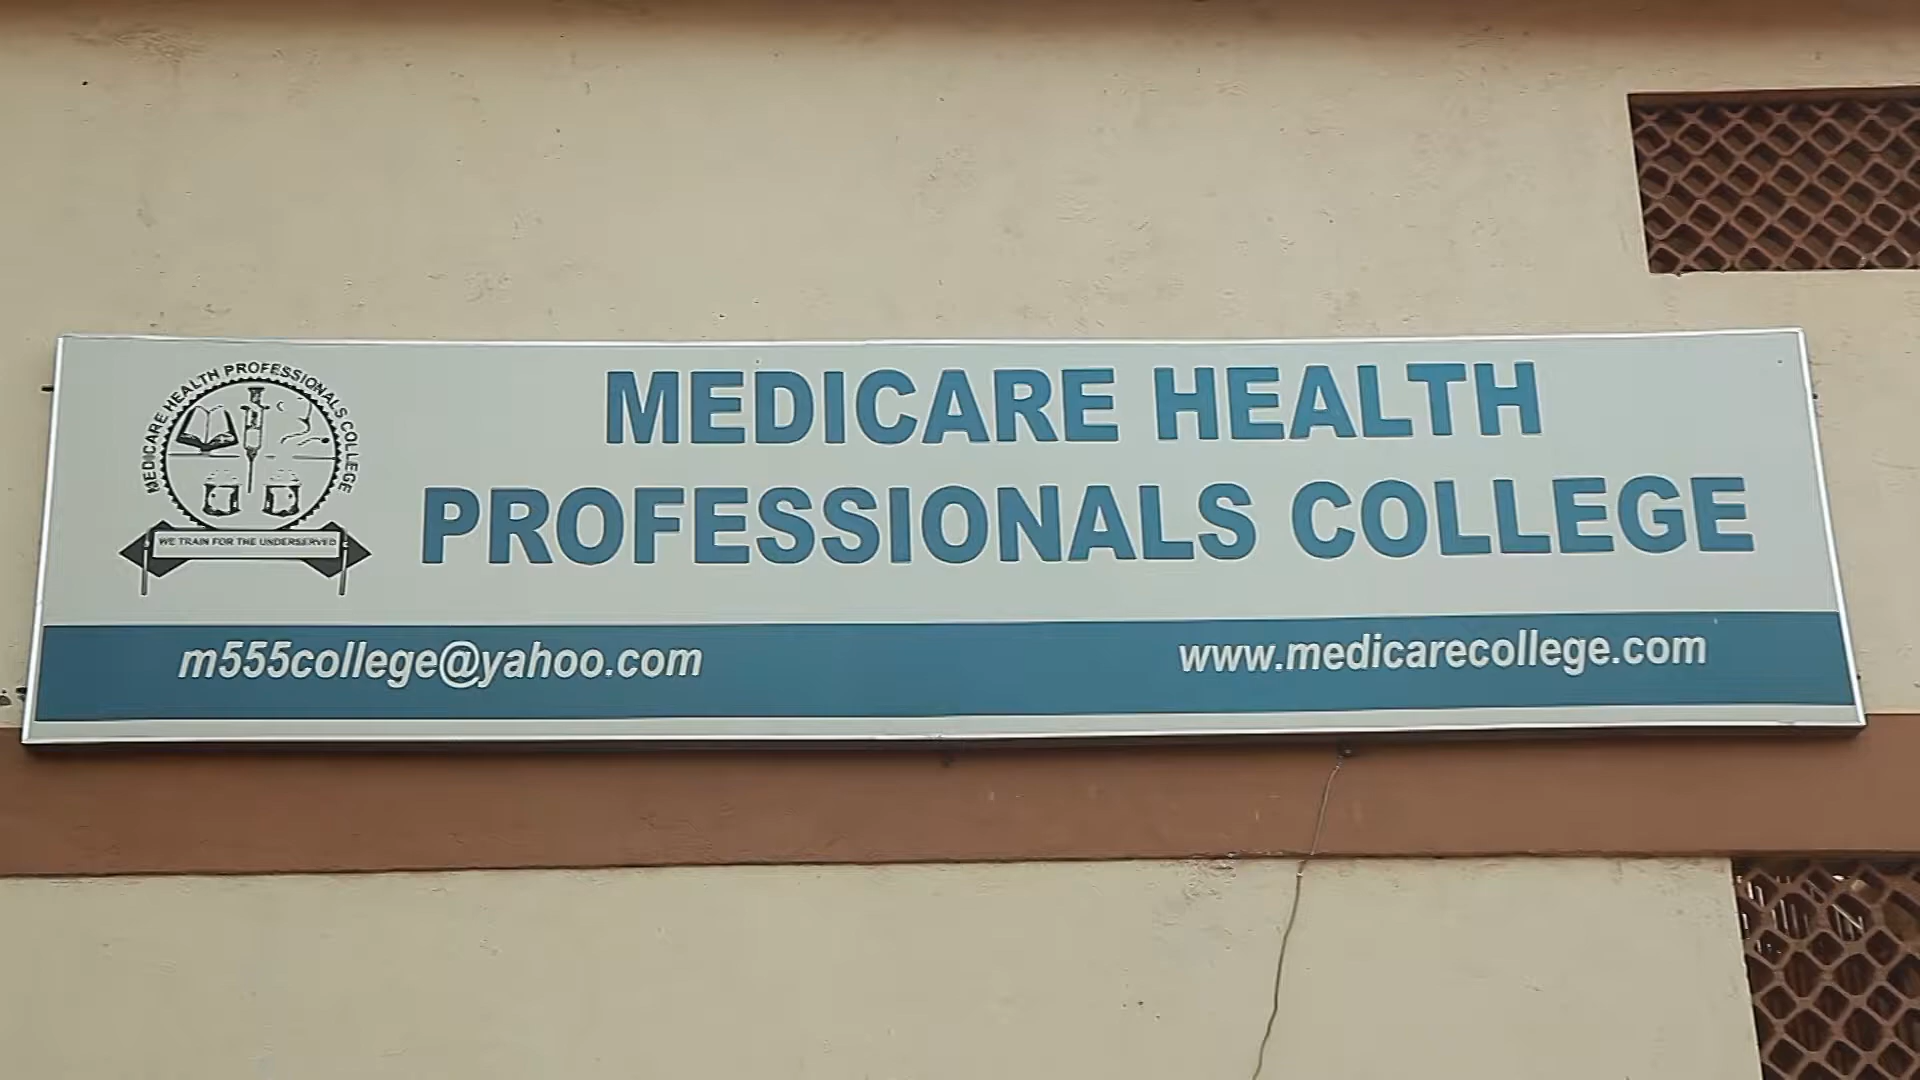 MEDICARE HEALTH PROFESSIONALS COLLEGE
WE TRAIN FOR THE UNDERSERVED
MEDICARE HEALTH
PROFESSIONALS COLLEGE
m555college@yahoo.com
www.medicarecollege.com